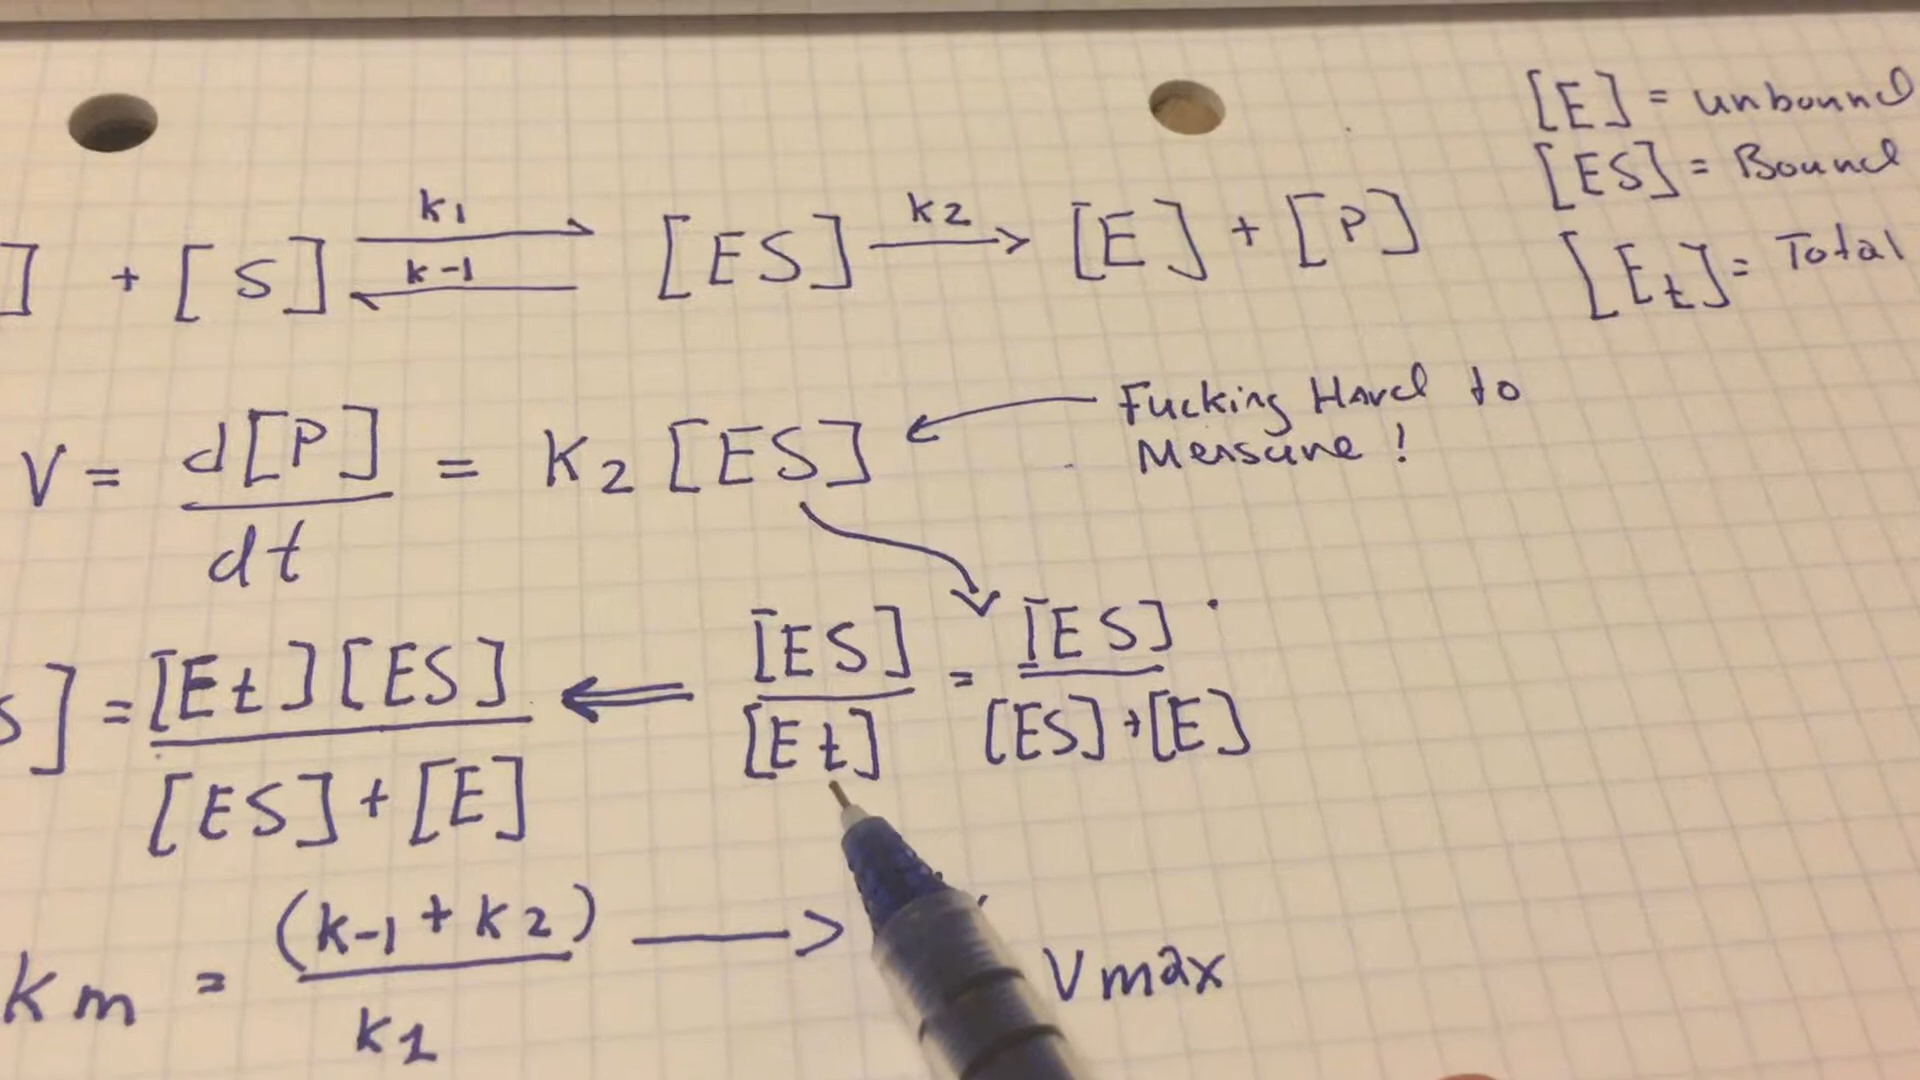 [E] = unbound
[ES] = Bound
[Et] = Total
] + [S] k1 k-1 [ES] k2 → [E] + [P]
V = d[P]/dt = K2 [ES] ← Fucking Hard to
Measure!
s] = [Et][ES]/[ES]+[E] ⇐ [ES]/[Et] = [ES]/[ES]+[E]
Km = (k-1 + k2)/k1 → Vmax